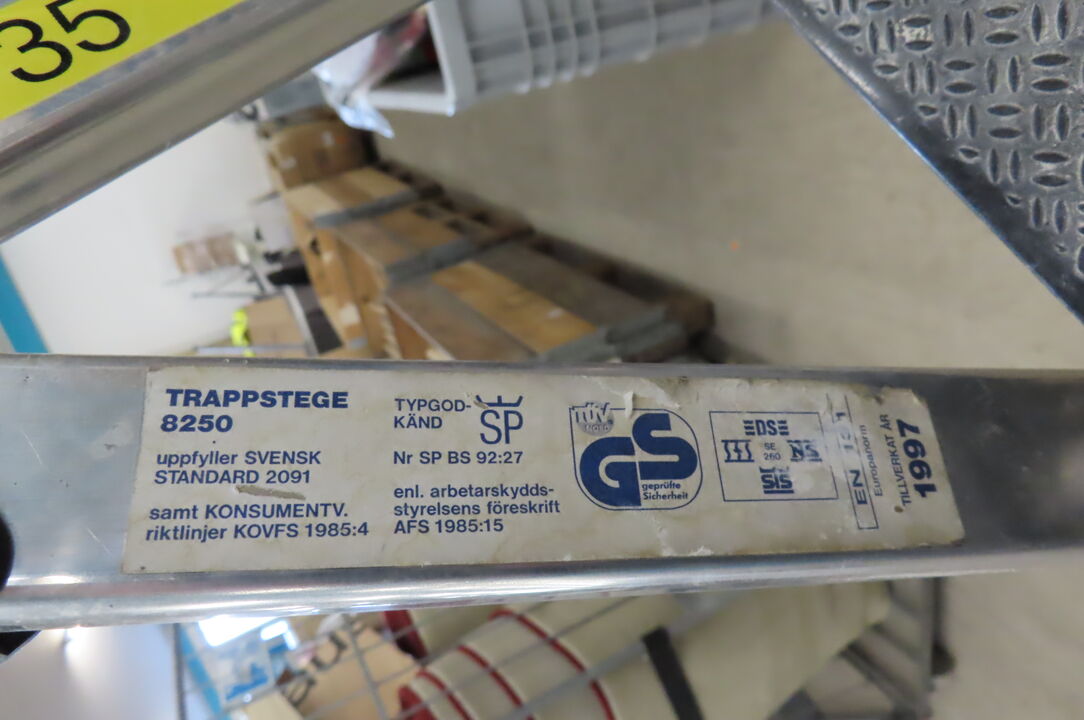 35
TRAPPSTEGE
8250
uppfyller SVENSK
STANDARD 2091
samt KONSUMENTV.
riktlinjer KOVFS 1985:4
TYPGOD-
KÄND
SP
Nr SP BS 92:27
enl. arbetarskydds-
styrelsens föreskrift
AFS 1985:15
TÜV
GS
geprüfte
Sicherheit
DS
SE
260
NS
SIS
EN
Europanorm
TILLVERKAT ÅR
1997